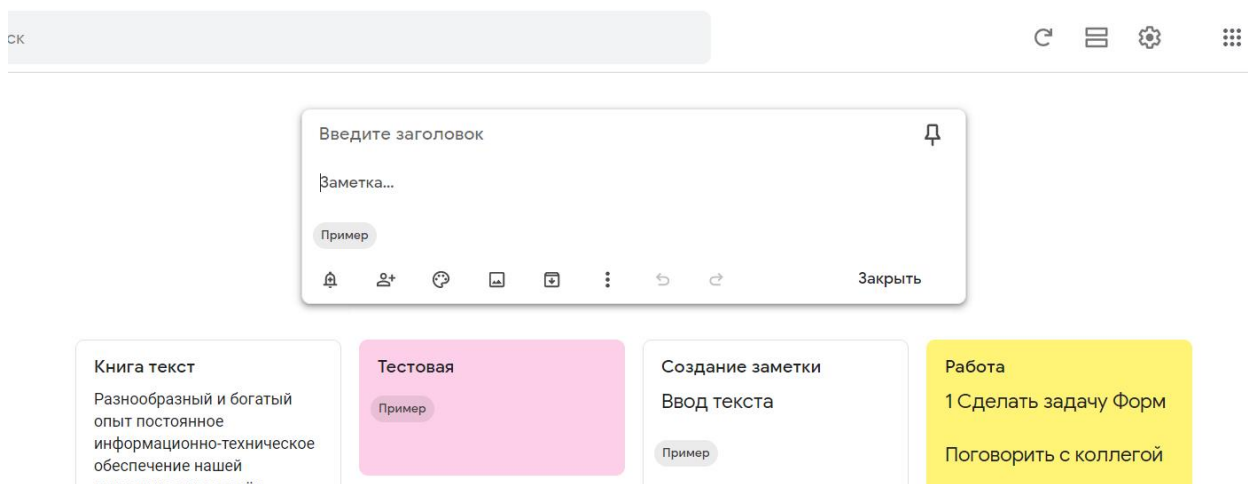 ск
Введите заголовок
Заметка...
Пример
Закрыть
Книга текст
Разнообразный и богатый
опыт постоянное
информационно-техническое
обеспечение нашей
Тестовая
Пример
Создание заметки
Ввод текста
Пример
Работа
1 Сделать задачу Форм
Поговорить с коллегой